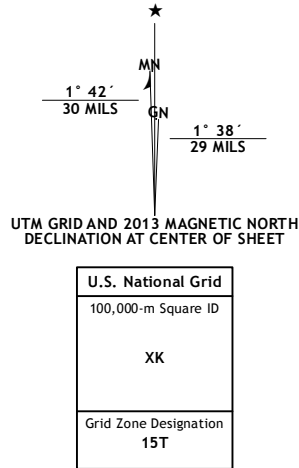 ★
MN
1° 42´
30 MILS
GN
1° 38´
29 MILS
UTM GRID AND 2013 MAGNETIC NORTH
DECLINATION AT CENTER OF SHEET
U.S. National Grid
100,000-m Square ID
XK
Grid Zone Designation
15T